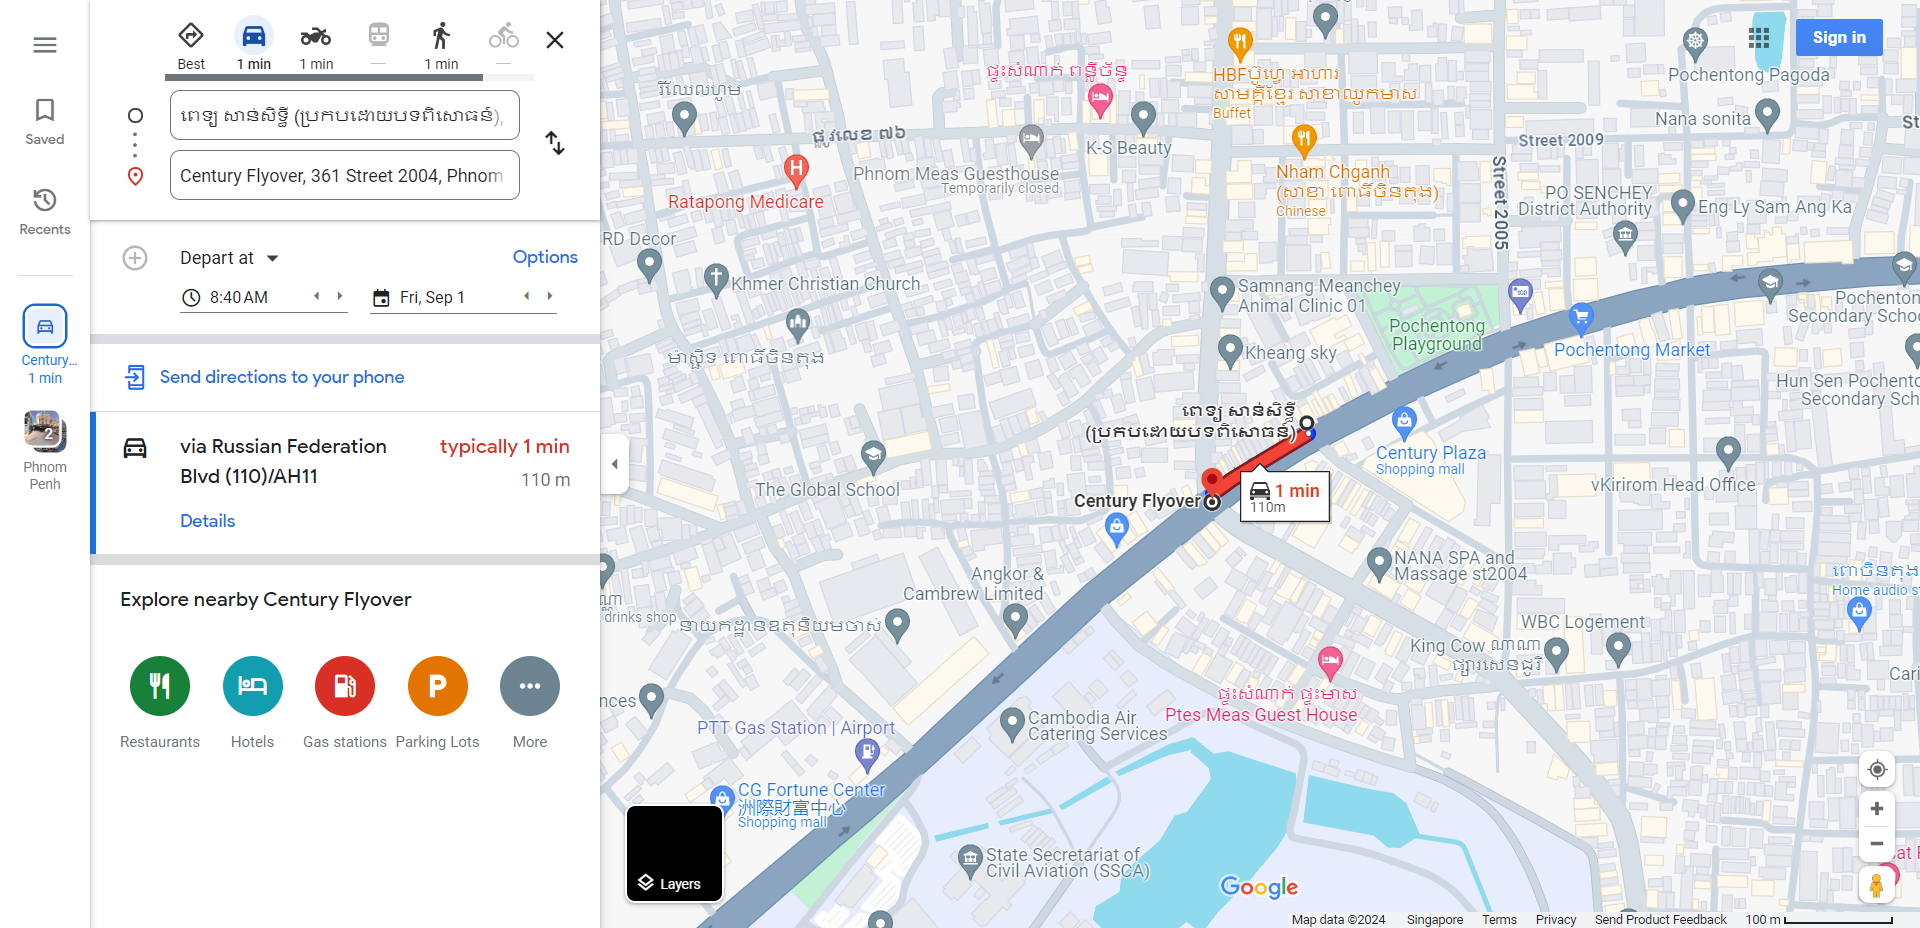 Best
1 min
1 min
—
1 min
—
ពេទ្យ សាន់សិទ្ធី (ប្រកបដោយបទពិសោធន៍),
Century Flyover, 361 Street 2004, Phnom
Saved
Recents
Century...
1 min
2
Phnom
Penh
Depart at
Options
8:40 AM
Fri, Sep 1
Send directions to your phone
via Russian Federation
Blvd (110)/AH11
typically 1 min
110 m
Details
Explore nearby Century Flyover
Restaurants
Hotels
Gas stations
Parking Lots
More
Sign in
ផ្ទះសំណាក់ ពន្លឺច័ន្ទ
HBFប៊ូហ្វេ អាហារ
សាមគ្គីខ្មែរ សាខាឈូកមាស
Buffet
Pochentong Pagoda
Nana sonita
ផ្លូវលេខ ៧៦
K-S Beauty
Street 2009
St
Phnom Meas Guesthouse
Temporarily closed
Ratapong Medicare
Nham Chganh
(សាខា ពោធិ៍ចិនតុង)
Chinese
Street 2005
PO SENCHEY
District Authority
Eng Ly Sam Ang Ka
RD Decor
Khmer Christian Church
Samnang Meanchey
Animal Clinic 01
Pochentong
Playground
Pochentong
Secondary Schoo
Kheang sky
Pochentong Market
ម៉ាស្ជិទ ពោធិ៍ចិនតុង
Hun Sen Pochento
Secondary Sch
ពេទ្យ សាន់សិទ្ធី
(ប្រកបដោយបទពិសោធន៍)
Century Plaza
Shopping mall
The Global School
Century Flyover
1 min
110m
vKirirom Head Office
NANA SPA and
Massage st2004
Angkor &
Cambrew Limited
ពោចិនតុង
Home audio st
drinks shop
នាយកដ្ឋានឧតុនិយមចាស់
WBC Logement
King Cow ណាណា
ផ្សារសេនជូរី
nces
ផ្ទះសំណាក់ ផ្ទះមាស
Ptes Meas Guest House
Cari
PTT Gas Station | Airport
Cambodia Air
Catering Services
CG Fortune Center
洲際財富中心
Shopping mall
State Secretariat of
Civil Aviation (SSCA)
Layers
Google
Map data ©2024
Singapore
Terms
Privacy
Send Product Feedback
100 m